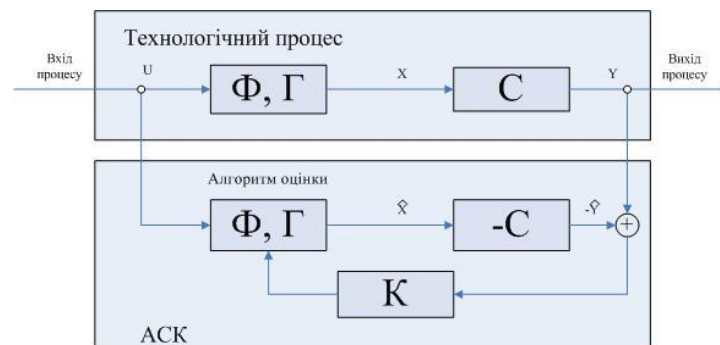 Технологічний процес
Вхід
процесу
U
Ф, Г
X
C
Y
Вихід
процесу
Алгоритм оцінки
Ф, Г
X̂
-C
-Ŷ
+
К
АСК